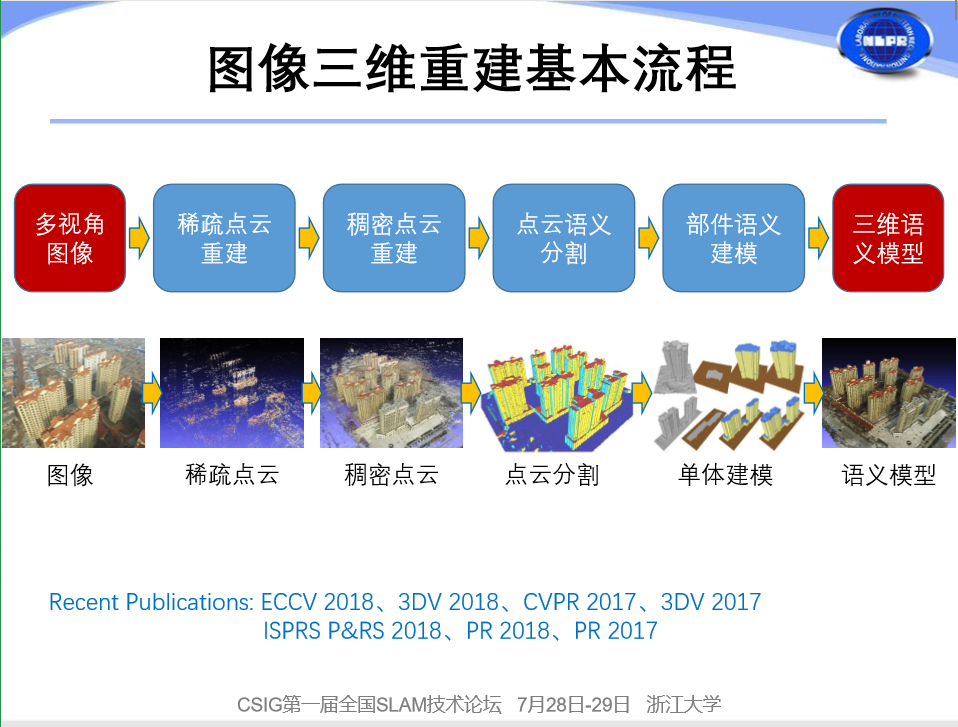 图像三维重建基本流程
NLPR
多视角
图像
稀疏点云
重建
稠密点云
重建
点云语义
分割
部件语义
建模
三维语
义模型
图像
稀疏点云
稠密点云
点云分割
单体建模
语义模型
Recent Publications: ECCV 2018、3DV 2018、CVPR 2017、3DV 2017
ISPRS P&RS 2018、PR 2018、PR 2017
CSIG第一届全国SLAM技术论坛 7月28日-29日 浙江大学